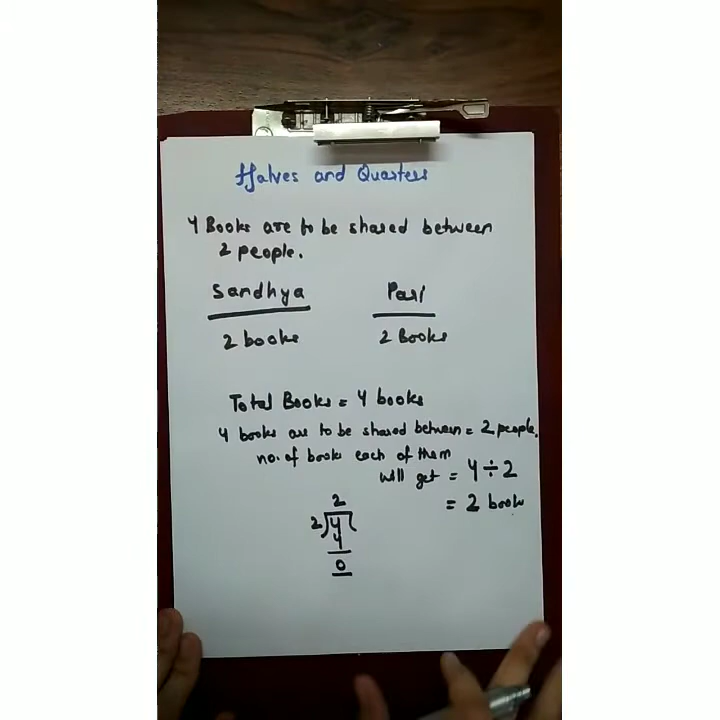 Halves and Quarters
4 Books are to be shared between
2 people.
Sandhya Pari
2 books 2 Books
Total Books = 4 books
4 books are to be shared between = 2 people.
no. of books each of them
will get = 4 ÷ 2
= 2 books
2
2)4(
4
0